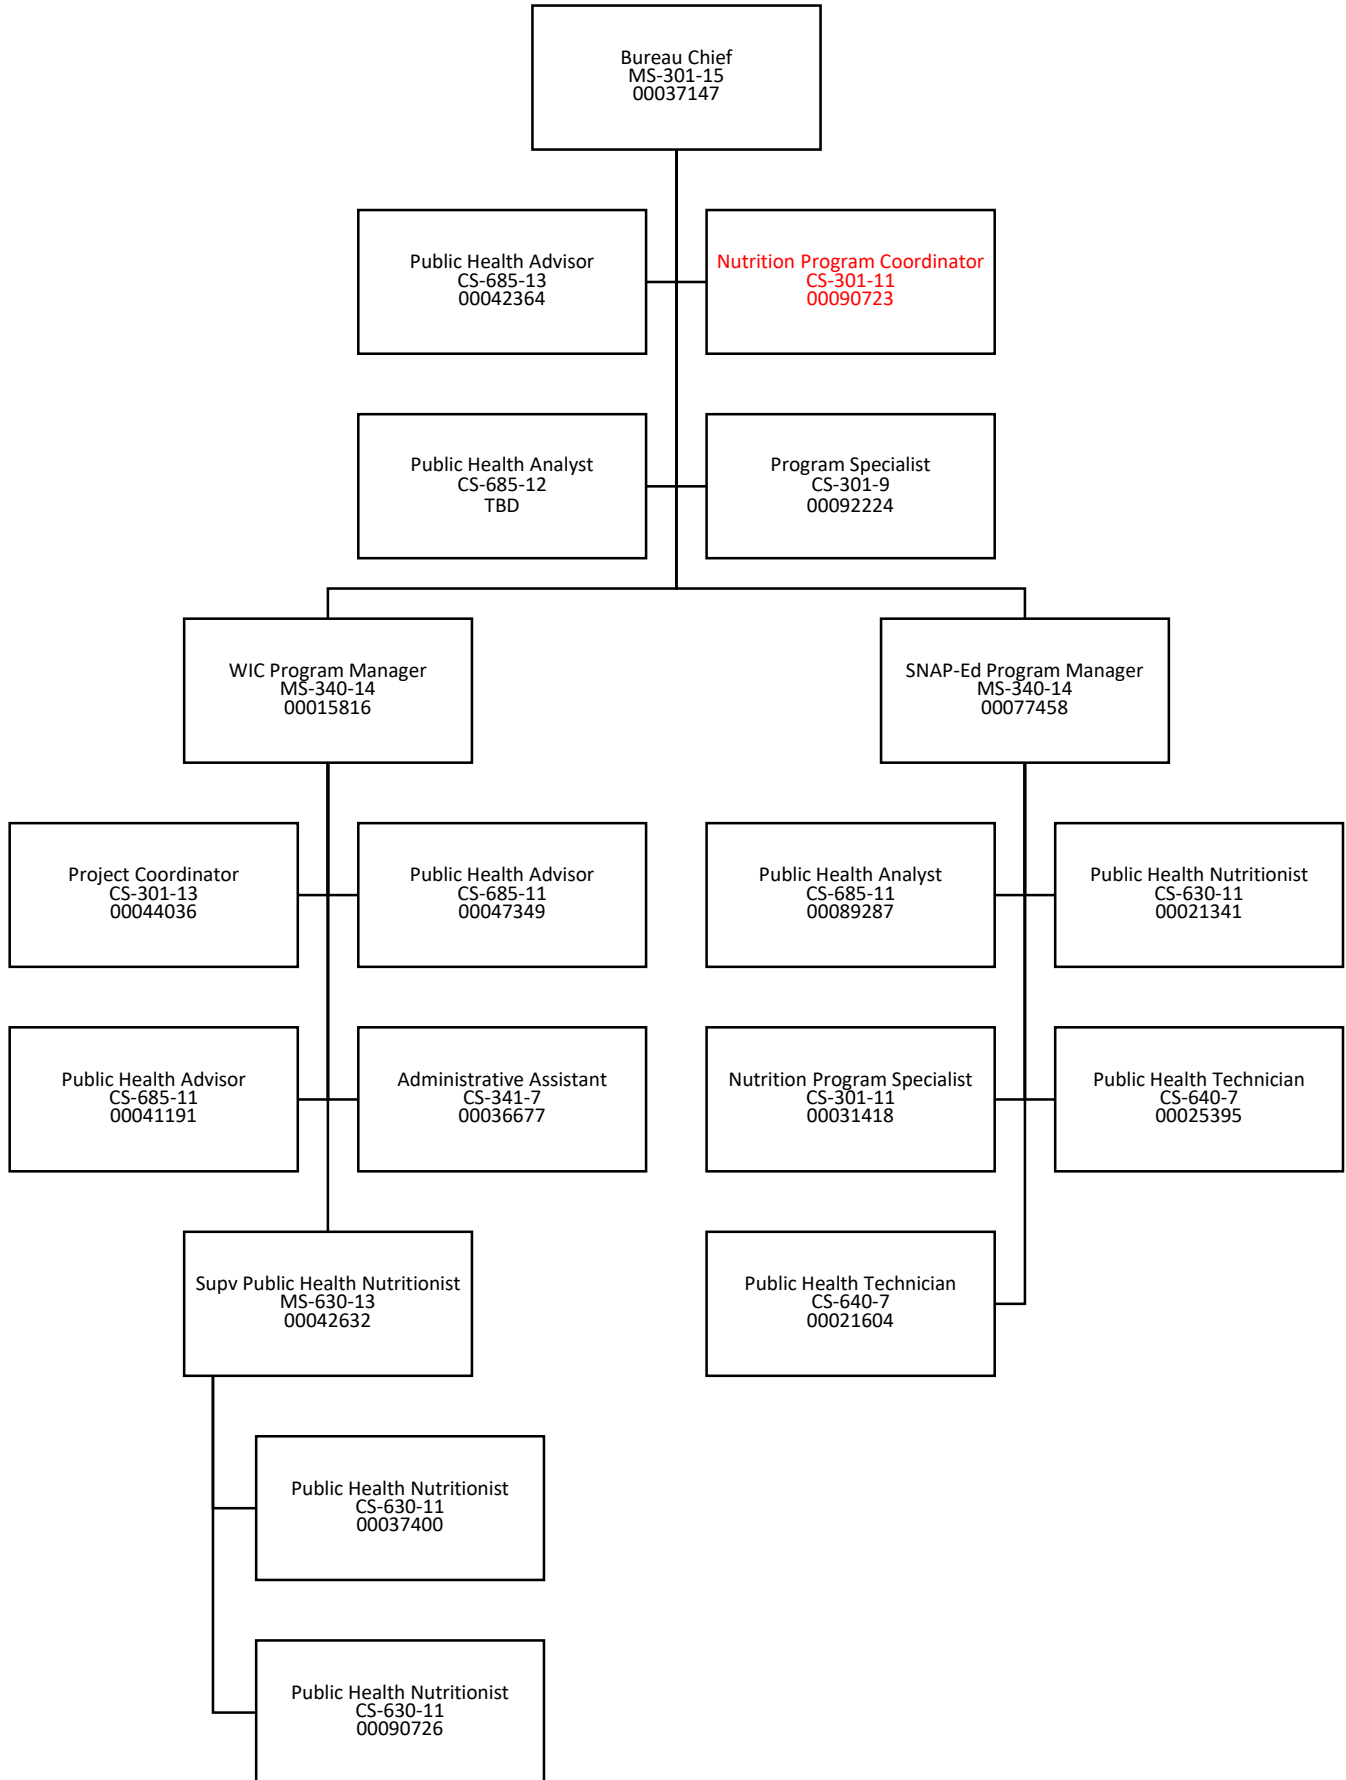 Bureau Chief
MS-301-15
00037147
Public Health Advisor
CS-685-13
00042364
Nutrition Program Coordinator
CS-301-11
00090723
Public Health Analyst
CS-685-12
TBD
Program Specialist
CS-301-9
00092224
WIC Program Manager
MS-340-14
00015816
SNAP-Ed Program Manager
MS-340-14
00077458
Project Coordinator
CS-301-13
00044036
Public Health Advisor
CS-685-11
00047349
Public Health Analyst
CS-685-11
00089287
Public Health Nutritionist
CS-630-11
00021341
Public Health Advisor
CS-685-11
00041191
Administrative Assistant
CS-341-7
00036677
Nutrition Program Specialist
CS-301-11
00031418
Public Health Technician
CS-640-7
00025395
Supv Public Health Nutritionist
MS-630-13
00042632
Public Health Technician
CS-640-7
00021604
Public Health Nutritionist
CS-630-11
00037400
Public Health Nutritionist
CS-630-11
00090726